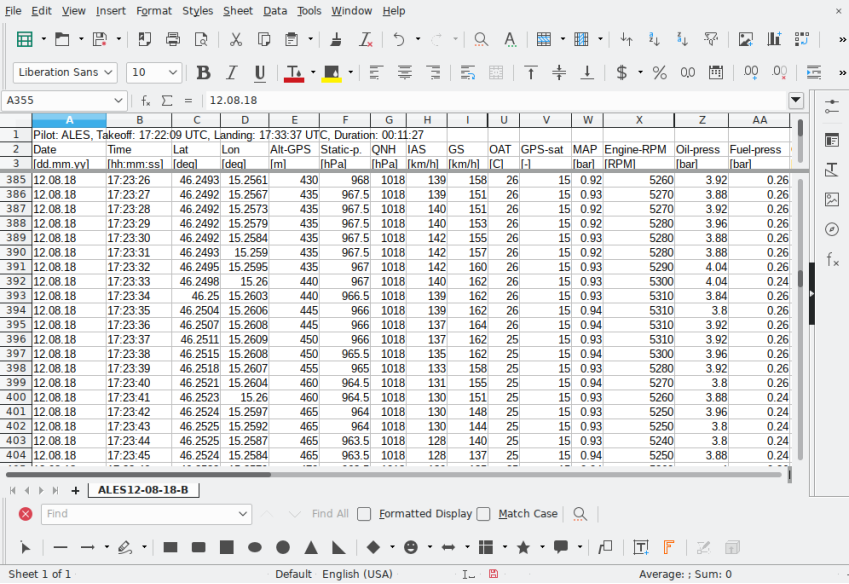 File Edit View Insert Format Styles Sheet Data Tools Window Help ×
Liberation Sans 10 B I U $ % 0.0 .00 .00 »
A355 fx Σ = 12.08.18
A B C D E F G H I U V W X Z AA
1 Pilot: ALES, Takeoff: 17:22:09 UTC, Landing: 17:33:37 UTC, Duration: 00:11:27
2 Date Time Lat Lon Alt-GPS Static-p. QNH IAS GS OAT GPS-sat MAP Engine-RPM Oil-press Fuel-press
3 [dd.mm.yy] [hh:mm:ss] [deg] [deg] [m] [hPa] [hPa] [km/h] [km/h] [C] [-] [bar] [RPM] [bar] [bar]
385 12.08.18 17:23:26 46.2493 15.2561 430 968 1018 139 158 26 15 0.92 5260 3.92 0.26
386 12.08.18 17:23:27 46.2492 15.2567 435 967.5 1018 139 151 26 15 0.93 5270 3.88 0.26
387 12.08.18 17:23:28 46.2492 15.2573 435 967.5 1018 140 151 26 15 0.93 5270 3.92 0.26
388 12.08.18 17:23:29 46.2492 15.2579 435 967.5 1018 140 153 26 15 0.92 5280 3.96 0.26
389 12.08.18 17:23:30 46.2492 15.2584 435 967.5 1018 142 155 26 15 0.93 5280 3.88 0.26
390 12.08.18 17:23:31 46.2493 15.259 435 967.5 1018 142 157 26 15 0.92 5280 3.88 0.26
391 12.08.18 17:23:32 46.2495 15.2595 435 967 1018 142 160 26 15 0.93 5290 4.04 0.26
392 12.08.18 17:23:33 46.2498 15.26 440 967 1018 140 162 26 15 0.93 5300 4.04 0.24
393 12.08.18 17:23:34 46.25 15.2603 440 966.5 1018 139 162 26 15 0.93 5310 3.84 0.26
394 12.08.18 17:23:35 46.2504 15.2606 445 966 1018 139 162 26 15 0.94 5310 3.8 0.26
395 12.08.18 17:23:36 46.2507 15.2608 445 966 1018 137 164 26 15 0.93 5310 3.92 0.26
396 12.08.18 17:23:37 46.2511 15.2609 450 966 1018 137 162 25 15 0.93 5310 3.92 0.26
397 12.08.18 17:23:38 46.2515 15.2608 450 965.5 1018 135 162 25 15 0.94 5300 3.96 0.26
398 12.08.18 17:23:39 46.2518 15.2607 455 965 1018 133 158 25 15 0.93 5290 3.92 0.26
399 12.08.18 17:23:40 46.2521 15.2604 460 964.5 1018 131 155 25 15 0.94 5270 3.8 0.26
400 12.08.18 17:23:41 46.2523 15.26 460 964.5 1018 130 151 25 15 0.93 5260 3.92 0.24
401 12.08.18 17:23:42 46.2525 15.2597 464 964 1018 130 148 25 15 0.94 5250 3.96 0.24
402 12.08.18 17:23:43 46.2525 15.2592 464 964 1018 130 144 25 15 0.93 5250 3.8 0.24
403 12.08.18 17:23:44 46.2525 15.2587 465 963.5 1018 128 140 25 15 0.93 5240 3.8 0.24
404 12.08.18 17:23:45 46.2524 15.2584 465 963.5 1018 128 137 25 15 0.94 5250 3.88 0.24
ALES12-08-18-B
Find Find All Formatted Display Match Case
Sheet 1 of 1 Default English (USA) Average: ; Sum: 0